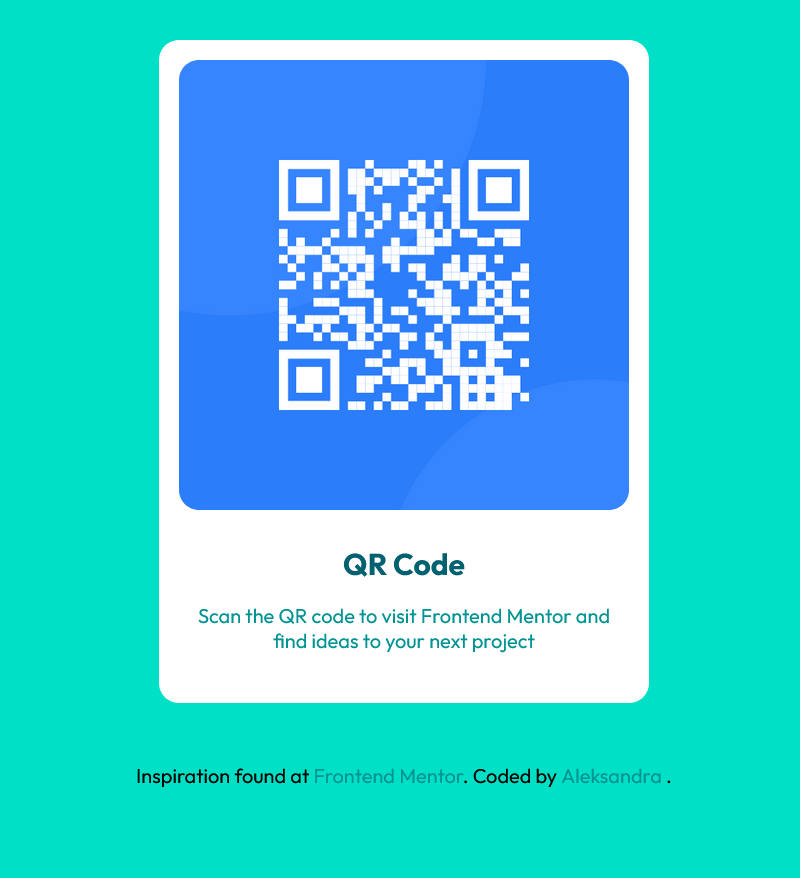 QR Code
Scan the QR code to visit Frontend Mentor and
find ideas to your next project
Inspiration found at Frontend Mentor. Coded by Aleksandra .